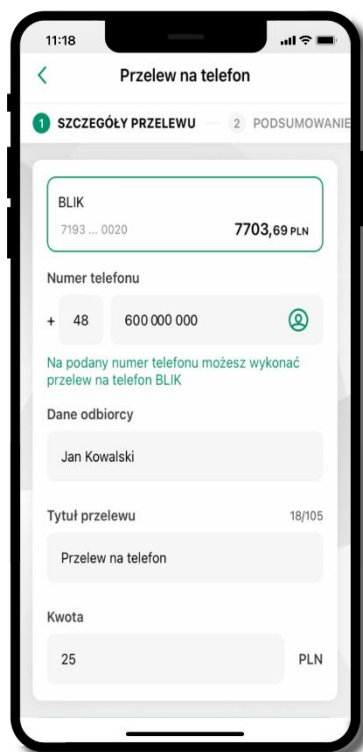 11:18
Przelew na telefon
1 SZCZEGÓŁY PRZELEWU 2 PODSUMOWANIE
BLIK
7193 ... 0020 7703,69 PLN
Numer telefonu
+ 48 600 000 000
Na podany numer telefonu możesz wykonać
przelew na telefon BLIK
Dane odbiorcy
Jan Kowalski
Tytuł przelewu 18/105
Przelew na telefon
Kwota
25 PLN